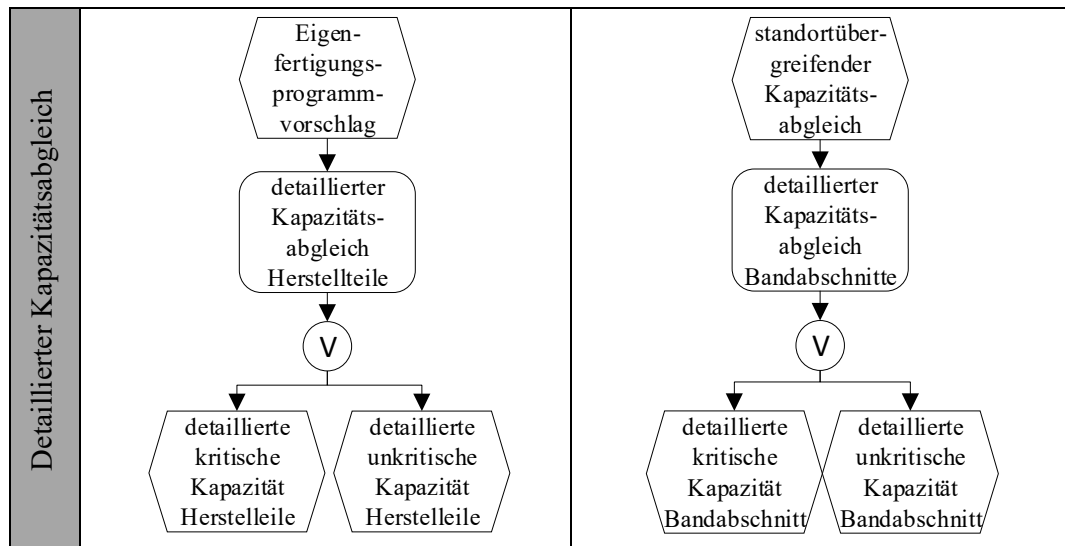 Detaillierter Kapazitätsabgleich
Eigen-
fertigungs-
programm-
vorschlag
detaillierter
Kapazitäts-
abgleich
Herstellteile
V
detaillierte
kritische
Kapazität
Herstelleile
detaillierte
unkritische
Kapazität
Herstelleile
standortüber-
greifender
Kapazitäts-
abgleich
detaillierter
Kapazitäts-
abgleich
Bandabschnitte
V
detaillierte
kritische
Kapazität
Bandabschnitt
detaillierte
unkritische
Kapazität
Bandabschnitt